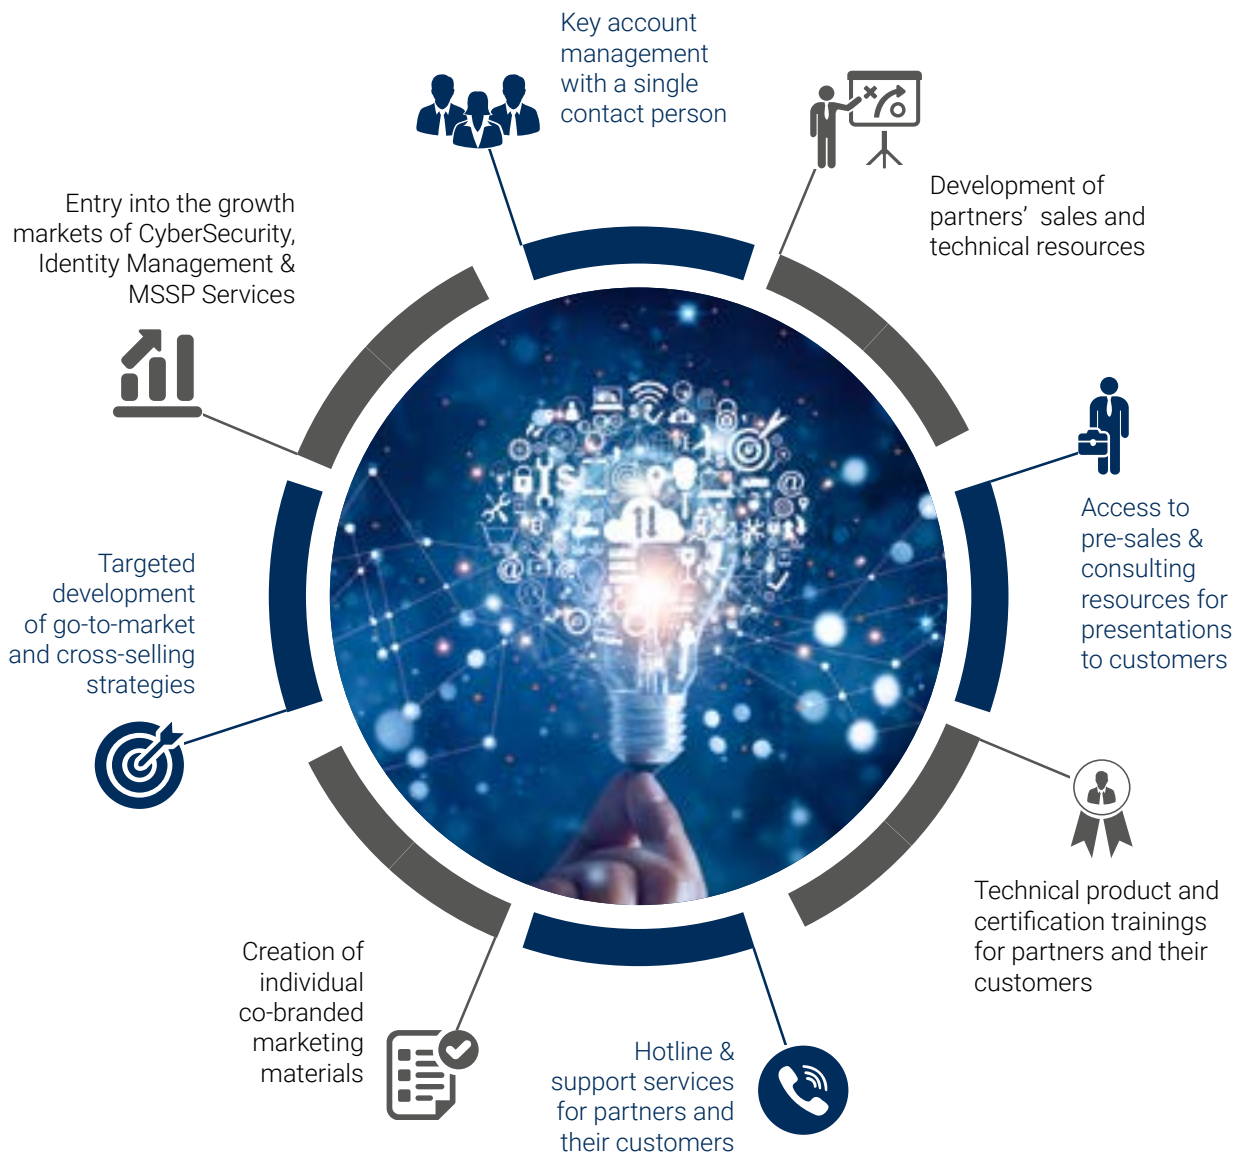 Key account
management
with a single
contact person
Development of
partners’ sales and
technical resources
Access to
pre-sales &
consulting
resources for
presentations
to customers
Technical product and
certification trainings
for partners and their
customers
Hotline &
support services
for partners and
their customers
Creation of
individual
co-branded
marketing
materials
Targeted
development
of go-to-market
and cross-selling
strategies
Entry into the growth
markets of CyberSecurity,
Identity Management &
MSSP Services